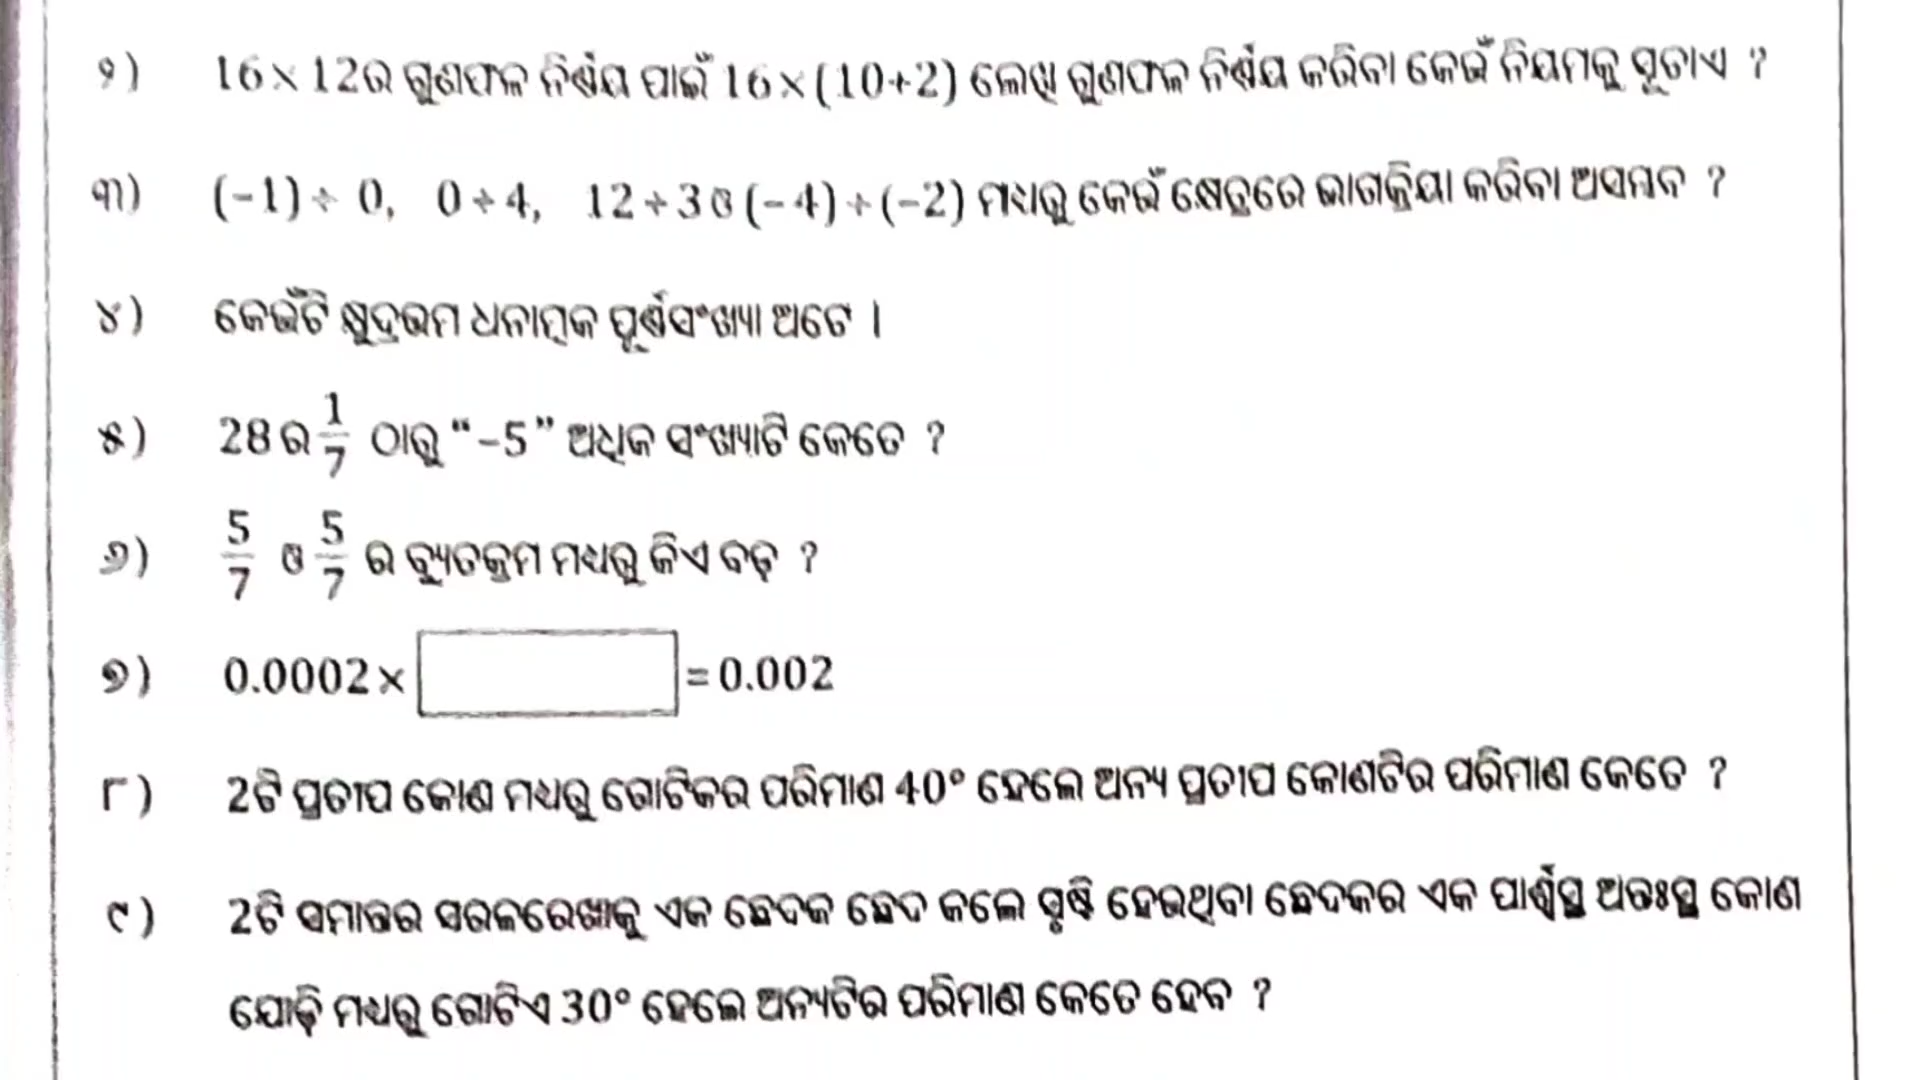 ୨) 16×12ର ଗୁଣଫଳ ନିର୍ଣ୍ଣୟ ପାଇଁ 16×(10+2) ଲେଖି ଗୁଣଫଳ ନିର୍ଣ୍ଣୟ କରିବା କେଉଁ ନିୟମକୁ ସୂଚାଏ ?
୩) (-1)÷ 0, 0÷4, 12÷3 ଓ (-4)÷(-2) ମଧ୍ୟରୁ କେଉଁ କ୍ଷେତ୍ରରେ ଭାଗକ୍ରିୟା କରିବା ଅସମ୍ଭବ ?
୪) କେଉଁଟି କ୍ଷୁଦ୍ରତମ ଧନାତ୍ମକ ପୂର୍ଣ୍ଣସଂଖ୍ୟା ଅଟେ ।
୫) 28 ର 1/7 ଠାରୁ “-5” ଅଧିକ ସଂଖ୍ୟାଟି କେତେ ?
୬) 5/7 ଓ 5/7 ର ବ୍ୟୁତକ୍ରମ ମଧ୍ୟରୁ କିଏ ବଡ଼ ?
୭) 0.0002× = 0.002
୮) 2ଟି ପ୍ରତୀପ କୋଣ ମଧ୍ୟରୁ ଗୋଟିକର ପରିମାଣ 40° ହେଲେ ଅନ୍ୟ ପ୍ରତୀପ କୋଣଟିର ପରିମାଣ କେତେ ?
୯) 2ଟି ସମାନ୍ତର ସରଳରେଖାକୁ ଏକ ଛେଦକ ଛେଦ କଲେ ସୃଷ୍ଟି ହେଉଥିବା ଛେଦକର ଏକ ପାର୍ଶ୍ୱସ୍ଥ ଅନ୍ତଃସ୍ଥ କୋଣ
ଯୋଡ଼ି ମଧ୍ୟରୁ ଗୋଟିଏ 30° ହେଲେ ଅନ୍ୟଟିର ପରିମାଣ କେତେ ହେବ ?